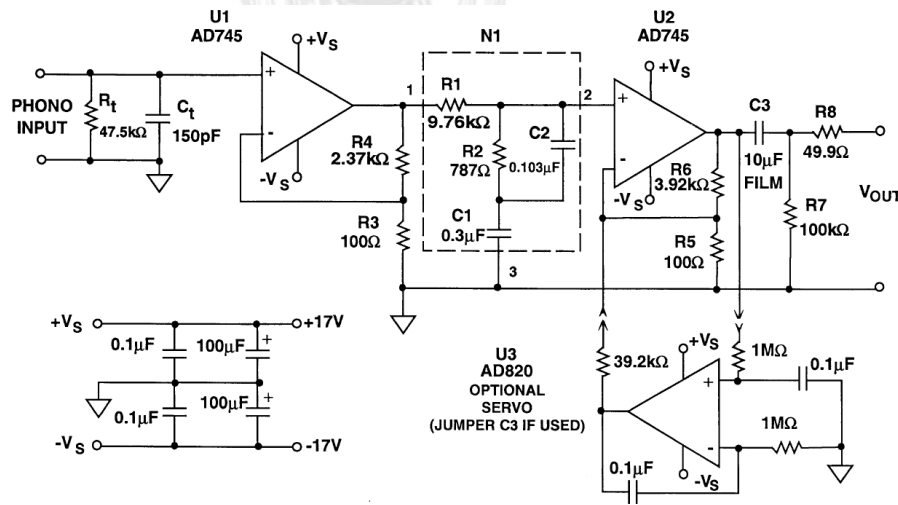 U1
AD745
+VS
PHONO
INPUT
Rt
47.5kΩ
Ct
150pF
+
-
-VS
R4
2.37kΩ
R3
100Ω
N1
1
R1
9.76kΩ
2
R2
787Ω
C2
0.103µF
C1
0.3µF
3
U2
AD745
+VS
+
-
-VS
R6
3.92kΩ
R5
100Ω
C3
10µF
FILM
R8
49.9Ω
R7
100kΩ
VOUT
+VS
+17V
0.1µF
100µF
+
0.1µF
100µF
+
-VS
-17V
39.2kΩ
U3
AD820
OPTIONAL
SERVO
(JUMPER C3 IF USED)
+VS
+
-
-VS
1MΩ
0.1µF
1MΩ
0.1µF